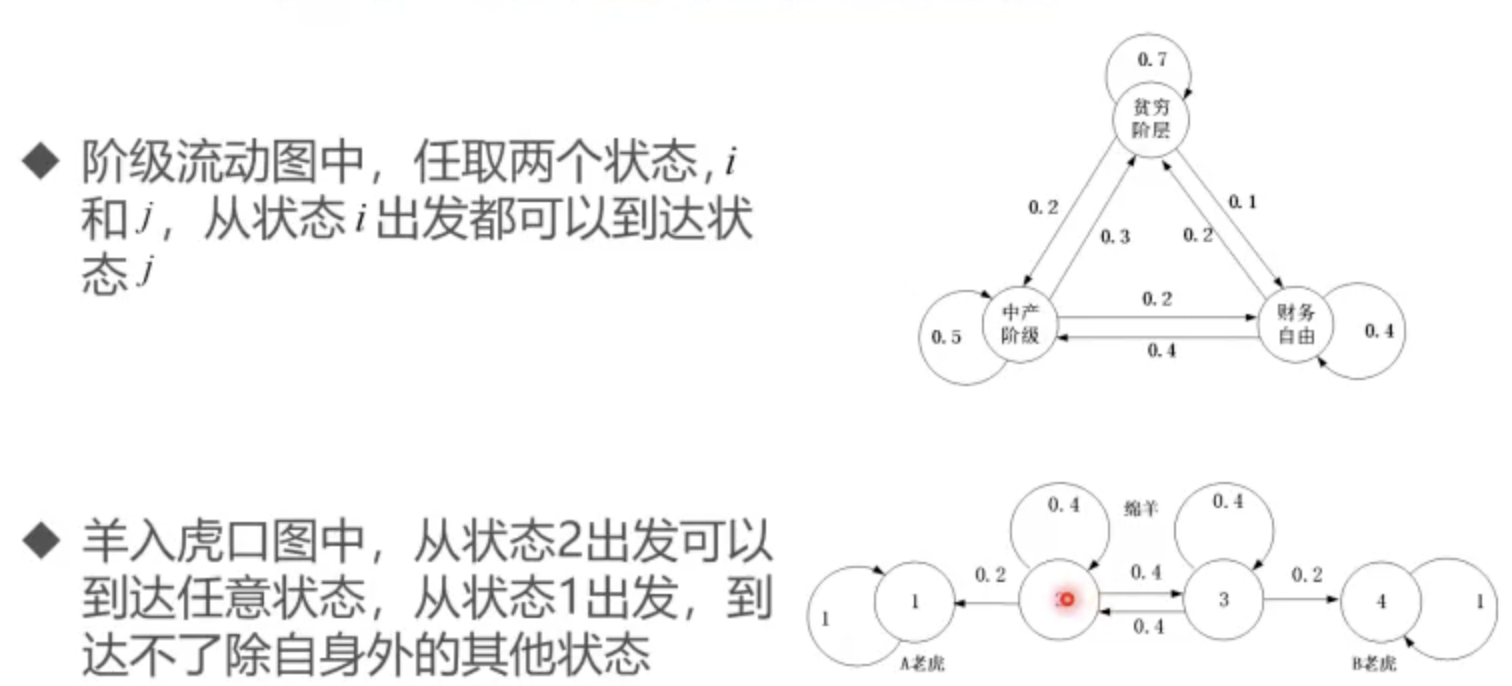 ◆ 阶级流动图中，任取两个状态, i
和 j，从状态 i 出发都可以到达状
态 j
0.7
贫穷
阶层
0.2
0.1
0.3
0.2
中产
阶级
0.2
财务
自由
0.5
0.4
0.4
◆ 羊入虎口图中，从状态2出发可以
到达任意状态，从状态1出发，到
达不了除自身外的其他状态
0.4
绵羊
0.4
0.2
0.4
0.2
1
1
3
4
1
0.4
A老虎
B老虎